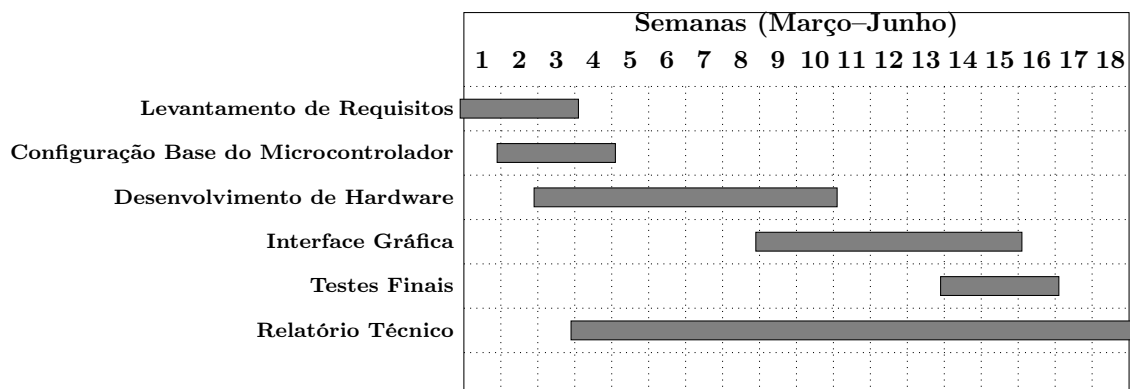 Semanas (Março–Junho)
1 2 3 4 5 6 7 8 9 10 11 12 13 14 15 16 17 18
Levantamento de Requisitos
Configuração Base do Microcontrolador
Desenvolvimento de Hardware
Interface Gráfica
Testes Finais
Relatório Técnico